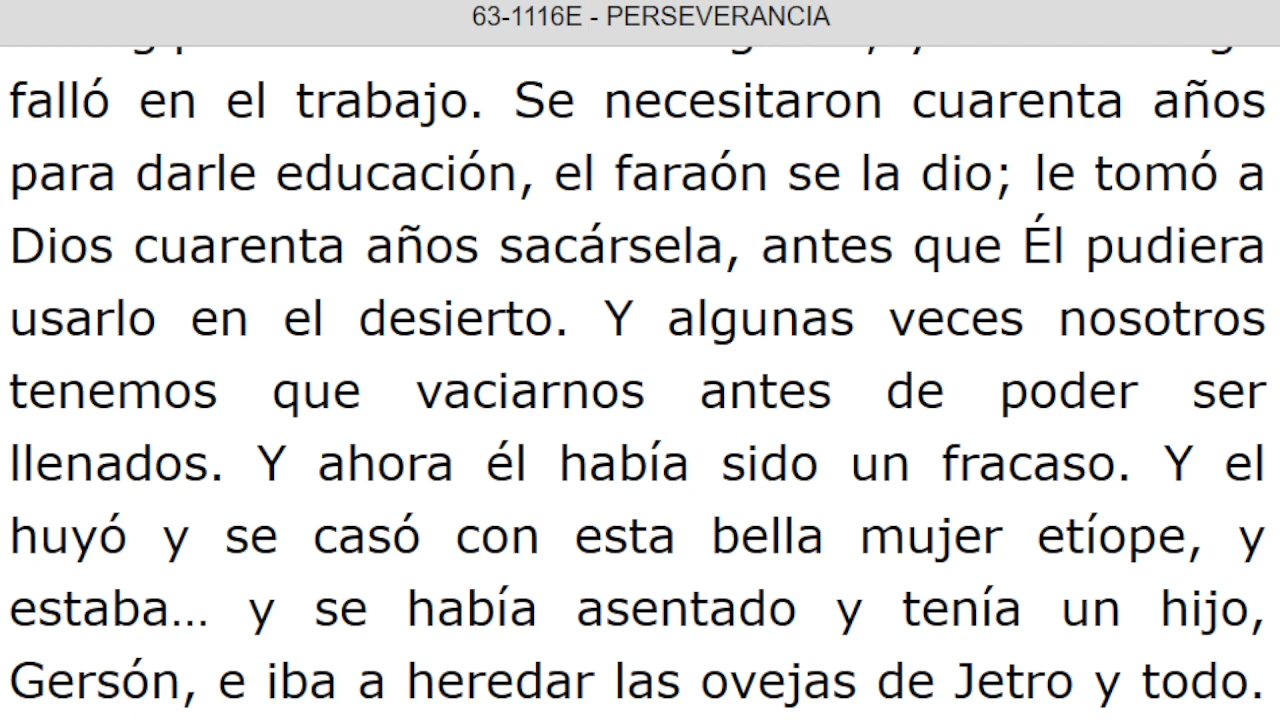 63-1116E - PERSEVERANCIA
falló en el trabajo. Se necesitaron cuarenta años
para darle educación, el faraón se la dio; le tomó a
Dios cuarenta años sacársela, antes que Él pudiera
usarlo en el desierto. Y algunas veces nosotros
tenemos que vaciarnos antes de poder ser
llenados. Y ahora él había sido un fracaso. Y el
huyó y se casó con esta bella mujer etíope, y
estaba... y se había asentado y tenía un hijo,
Gersón, e iba a heredar las ovejas de Jetro y todo.